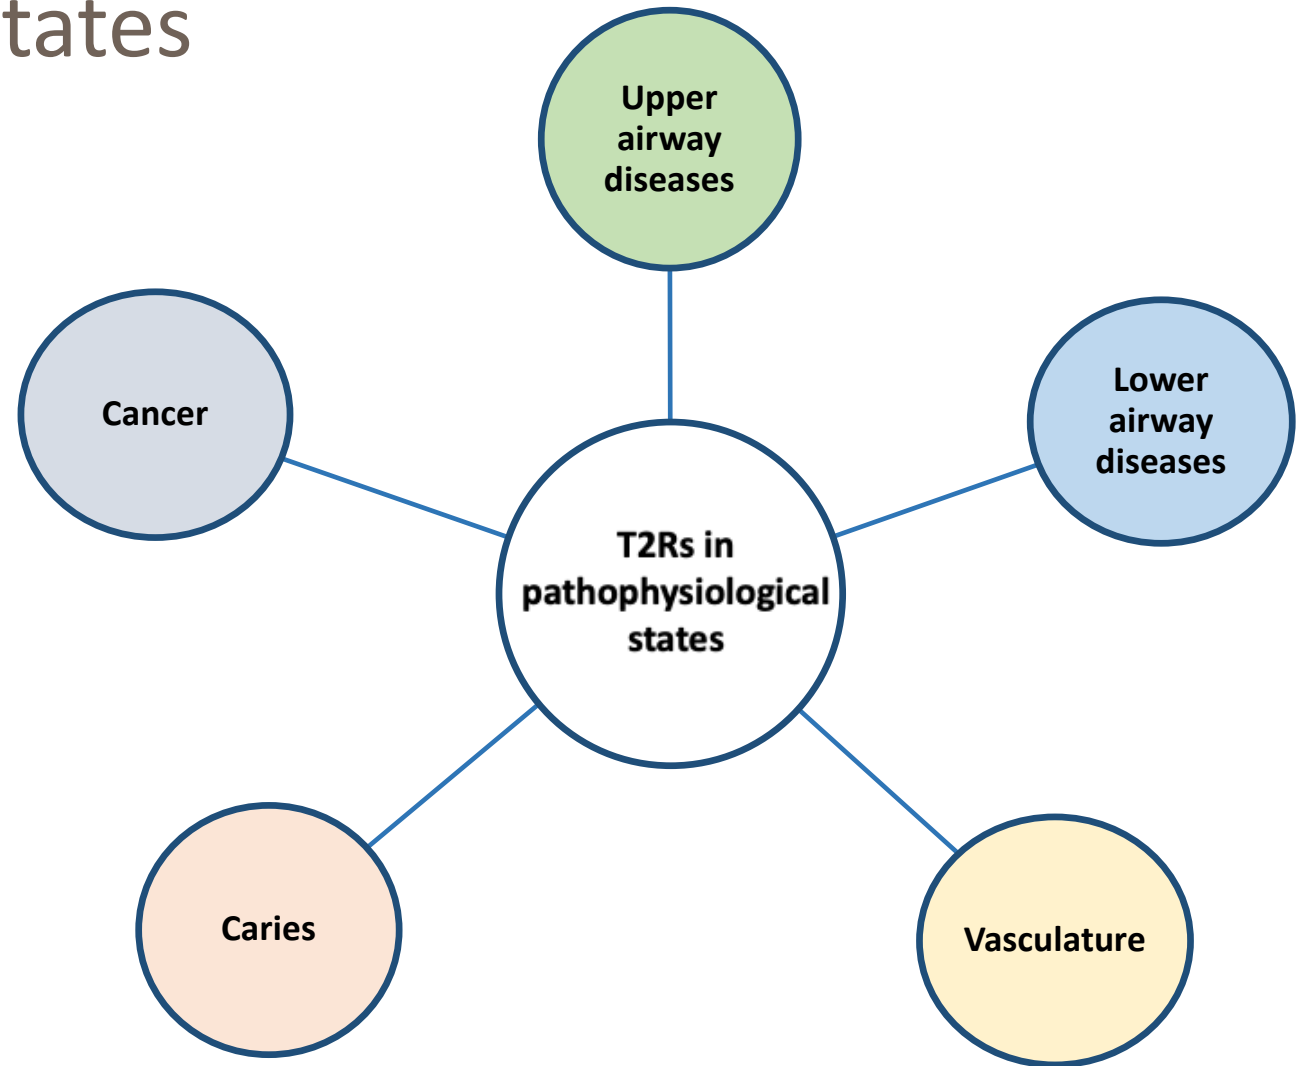 tates
Upper
airway
diseases
Cancer
Lower
airway
diseases
T2Rs in
pathophysiological
states
Caries
Vasculature